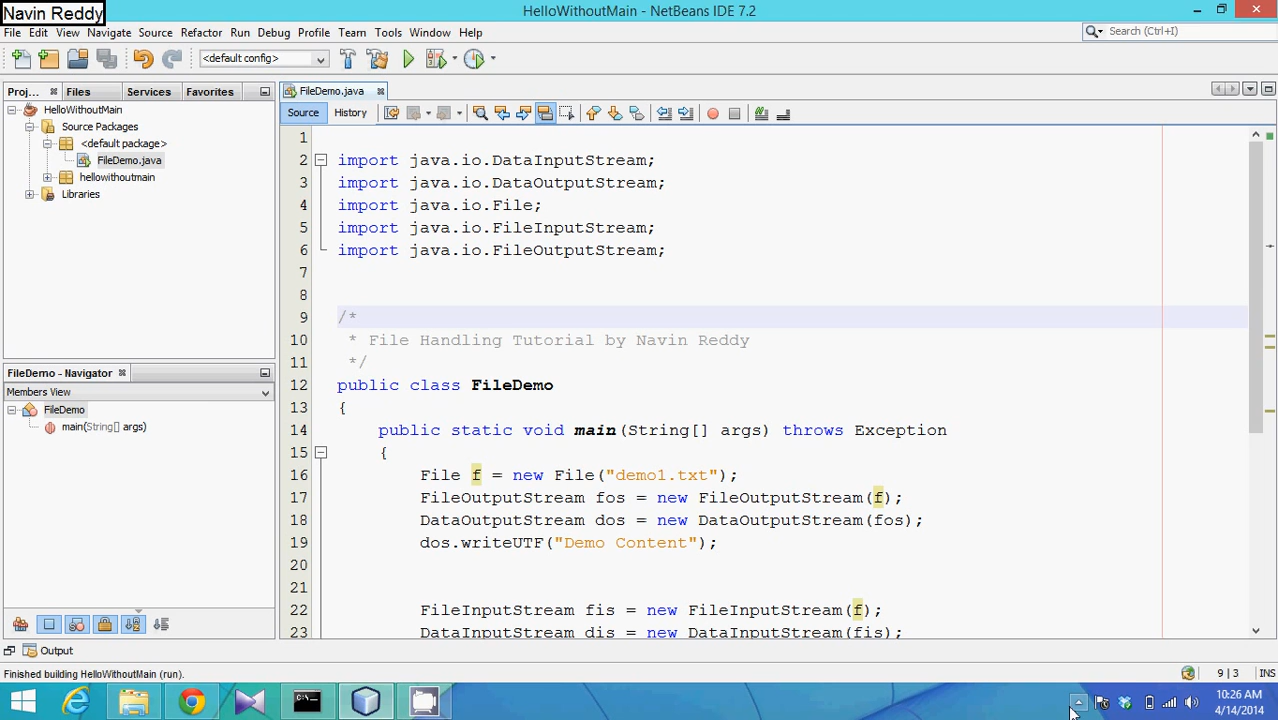 Navin Reddy
HelloWithoutMain - NetBeans IDE 7.2
File Edit View Navigate Source Refactor Run Debug Profile Team Tools Window Help
Search (Ctrl+I)
<default config>
Proj... Files Services Favorites
HelloWithoutMain
Source Packages
<default package>
FileDemo.java
hellowithoutmain
Libraries
FileDemo - Navigator
Members View
FileDemo
main(String[] args)
FileDemo.java
Source History
1
2 import java.io.DataInputStream;
3 import java.io.DataOutputStream;
4 import java.io.File;
5 import java.io.FileInputStream;
6 import java.io.FileOutputStream;
7
8
9 /*
10 * File Handling Tutorial by Navin Reddy
11 */
12 public class FileDemo
13 {
14 public static void main(String[] args) throws Exception
15 {
16 File f = new File("demo1.txt");
17 FileOutputStream fos = new FileOutputStream(f);
18 DataOutputStream dos = new DataOutputStream(fos);
19 dos.writeUTF("Demo Content");
20
21
22 FileInputStream fis = new FileInputStream(f);
23 DataInputStream dis = new DataInputStream(fis);
Output
Finished building HelloWithoutMain (run).
9 | 3 INS
10:26 AM
4/14/2014